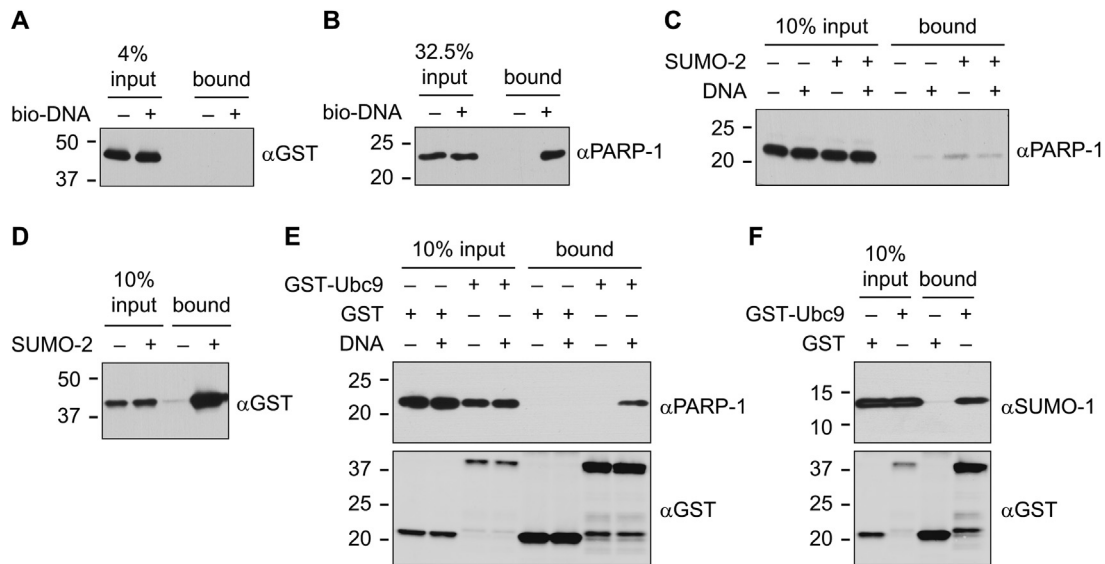 A
4%
input
bound
bio-DNA
– + – +
50
37
αGST
B
32.5%
input
bound
bio-DNA
– + – +
25
20
αPARP-1
C
10% input
bound
SUMO-2
– – + + – – + +
DNA
– + – + – + – +
25
20
αPARP-1
D
10%
input
bound
SUMO-2
– + – +
50
37
αGST
E
10% input
bound
GST-Ubc9
– – + + – – + +
GST
+ + – – + + – –
DNA
– + – + – + – +
25
20
αPARP-1
37
25
20
αGST
F
10%
input
bound
GST-Ubc9
– + – +
GST
+ – + –
15
10
αSUMO-1
37
25
20
αGST